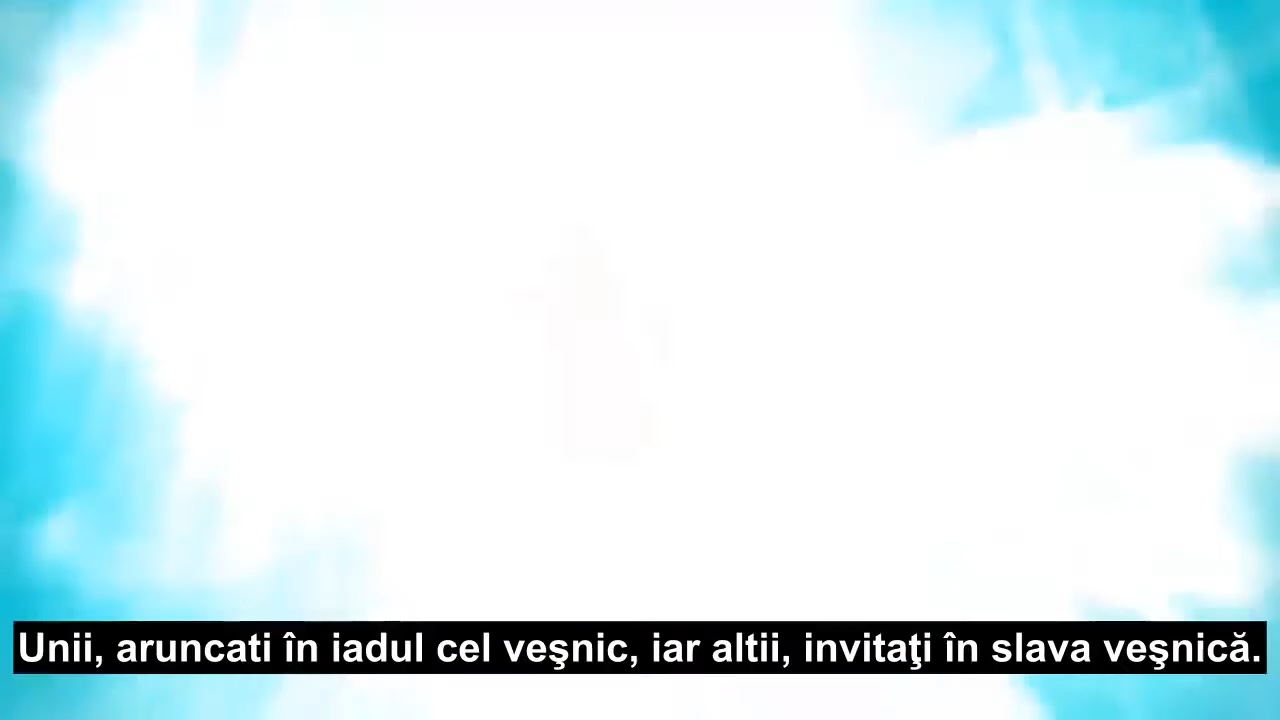 Unii, aruncati în iadul cel veşnic, iar altii, invitaţi în slava veşnică.